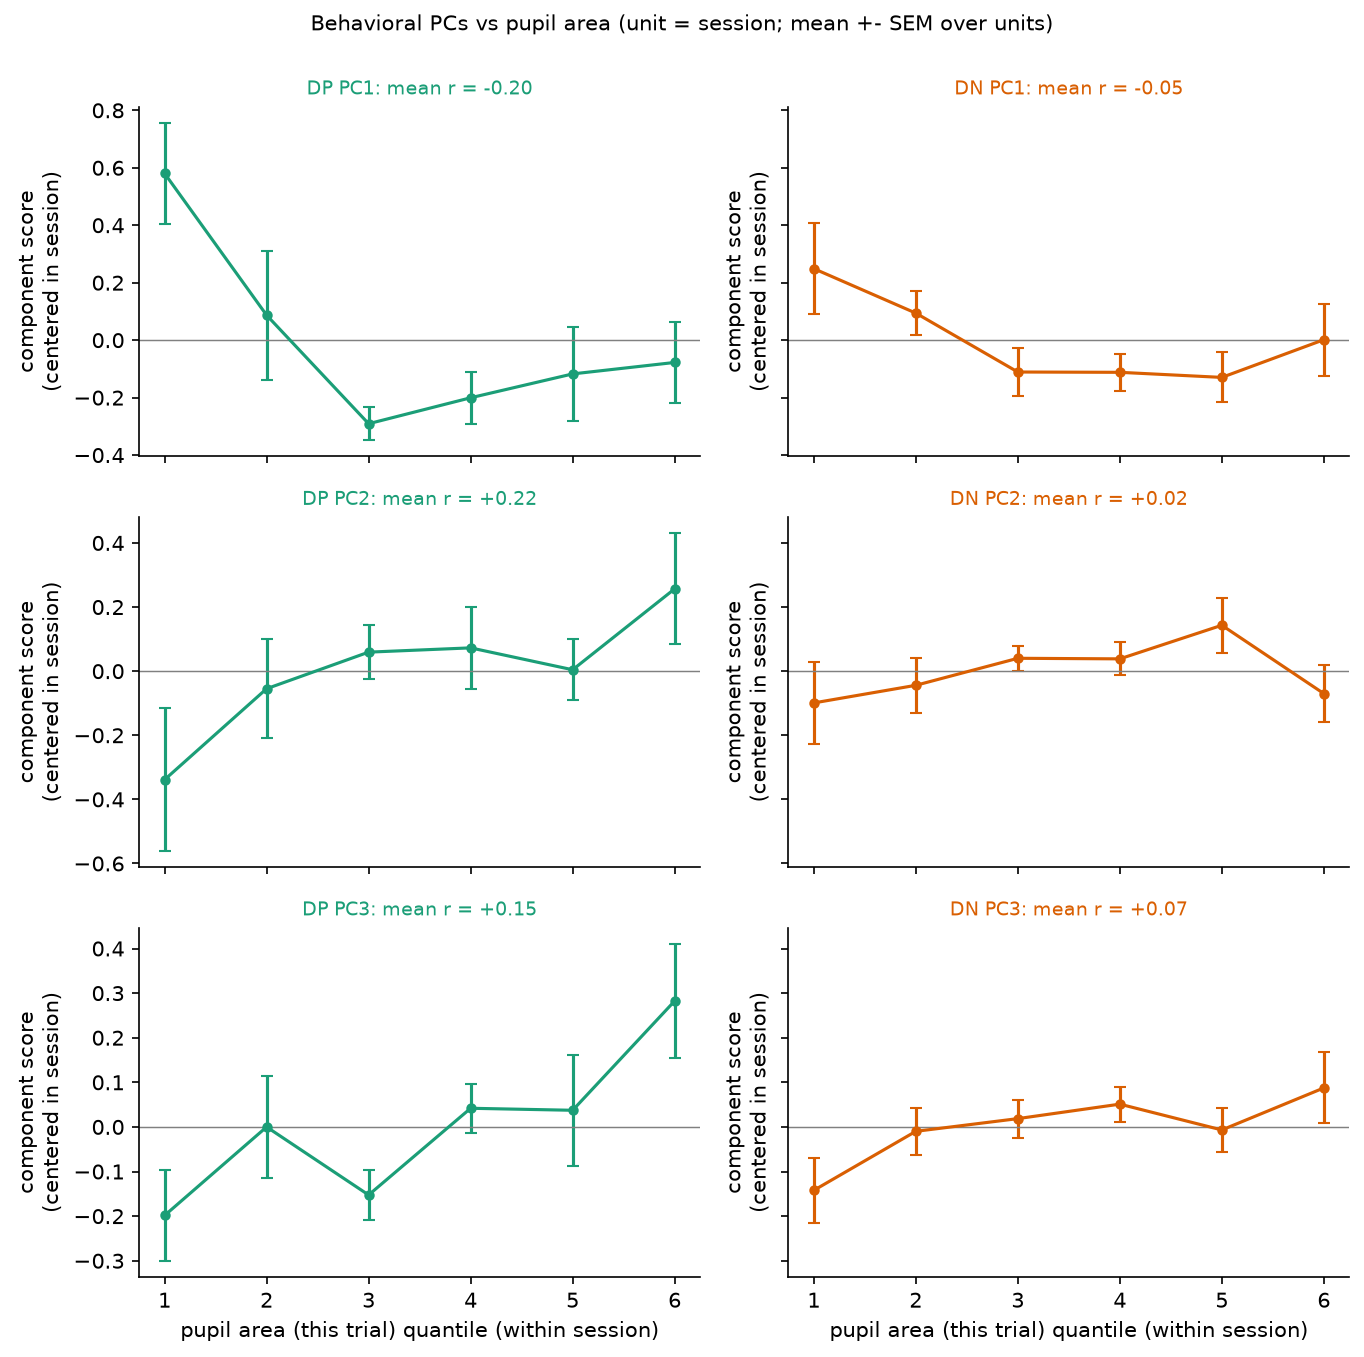 Behavioral PCs vs pupil area (unit = session; mean +- SEM over units)
DP PC1: mean r = -0.20
DN PC1: mean r = -0.05
component score
(centered in session)
0.8
0.6
0.4
0.2
0.0
−0.2
−0.4
component score
(centered in session)
DP PC2: mean r = +0.22
DN PC2: mean r = +0.02
component score
(centered in session)
0.4
0.2
0.0
−0.2
−0.4
−0.6
component score
(centered in session)
DP PC3: mean r = +0.15
DN PC3: mean r = +0.07
component score
(centered in session)
0.4
0.3
0.2
0.1
0.0
−0.1
−0.2
−0.3
component score
(centered in session)
1 2 3 4 5 6
1 2 3 4 5 6
pupil area (this trial) quantile (within session)
pupil area (this trial) quantile (within session)